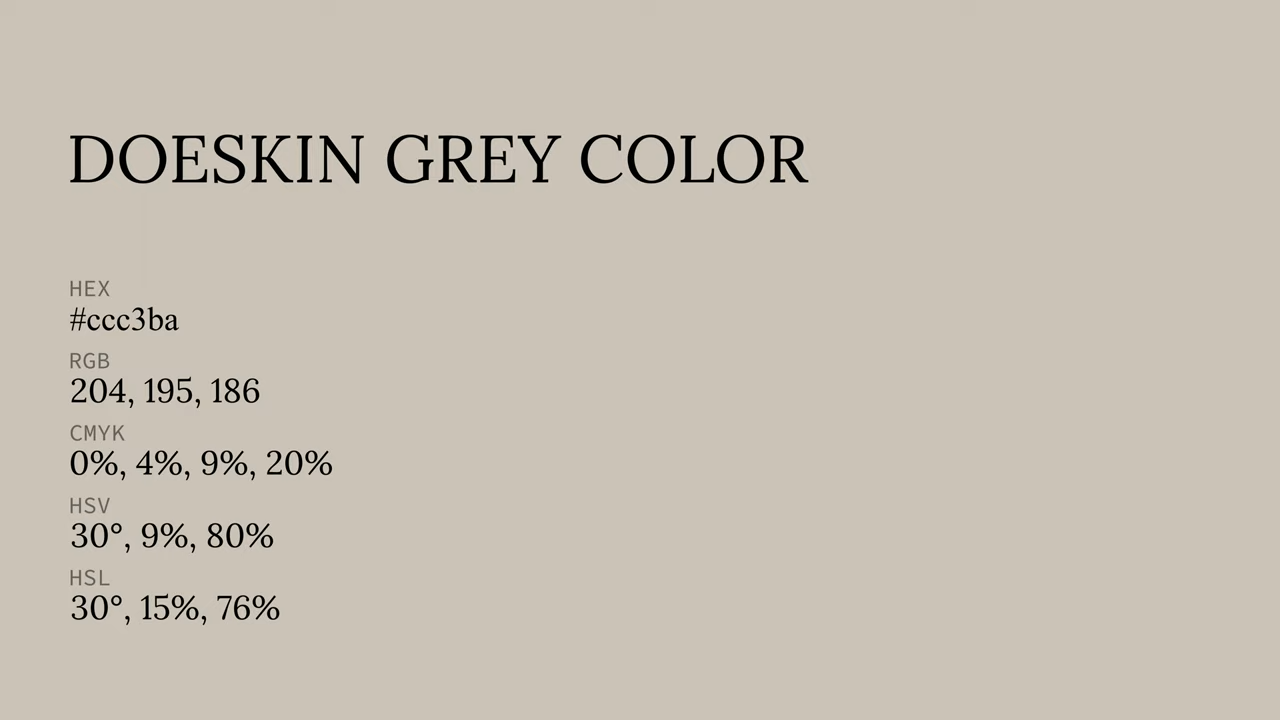 DOESKIN GREY COLOR
HEX
#ccc3ba
RGB
204, 195, 186
CMYK
0%, 4%, 9%, 20%
HSV
30°, 9%, 80%
HSL
30°, 15%, 76%